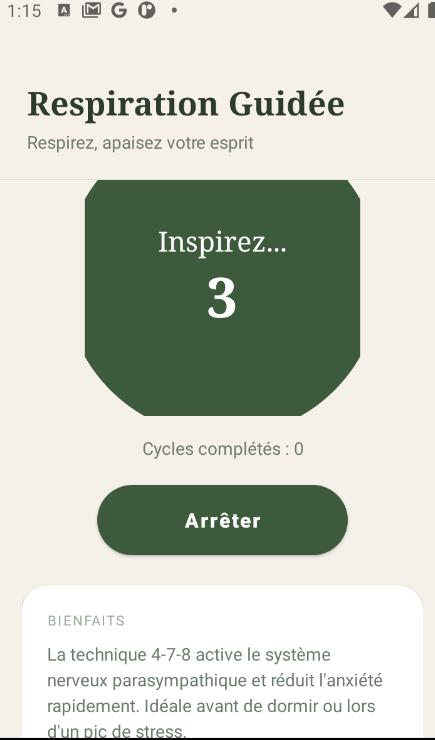 1:15
Respiration Guidée
Respirez, apaisez votre esprit
Inspirez...
3
Cycles complétés : 0
Arrêter
BIENFAITS
La technique 4-7-8 active le système
nerveux parasympathique et réduit l'anxiété
rapidement. Idéale avant de dormir ou lors
d'un pic de stress.